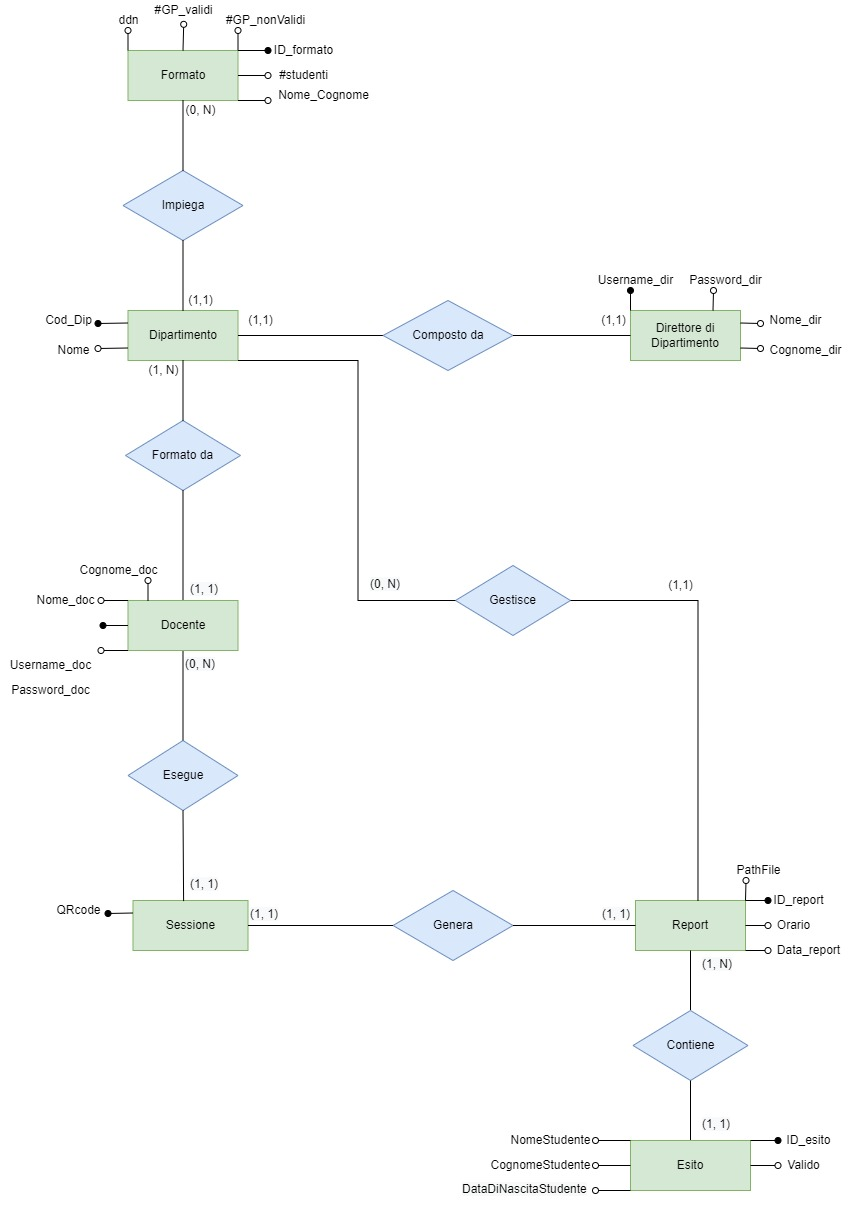 #GP_validi
ddn
#GP_nonValidi
ID_formato
Formato
#studenti
Nome_Cognome
(0, N)
Impiega
(1,1)
Username_dir
Password_dir
Cod_Dip
Dipartimento
(1,1)
Composto da
(1,1)
Direttore di
Dipartimento
Nome_dir
Nome
Cognome_dir
(1, N)
Formato da
Cognome_doc
(1, 1)
(0, N)
Gestisce
(1,1)
Nome_doc
Docente
Username_doc
(0, N)
Password_doc
Esegue
(1, 1)
PathFile
QRcode
Sessione
(1, 1)
Genera
(1, 1)
Report
ID_report
Orario
Data_report
(1, N)
Contiene
(1, 1)
NomeStudente
ID_esito
CognomeStudente
Esito
Valido
DataDiNascitaStudente